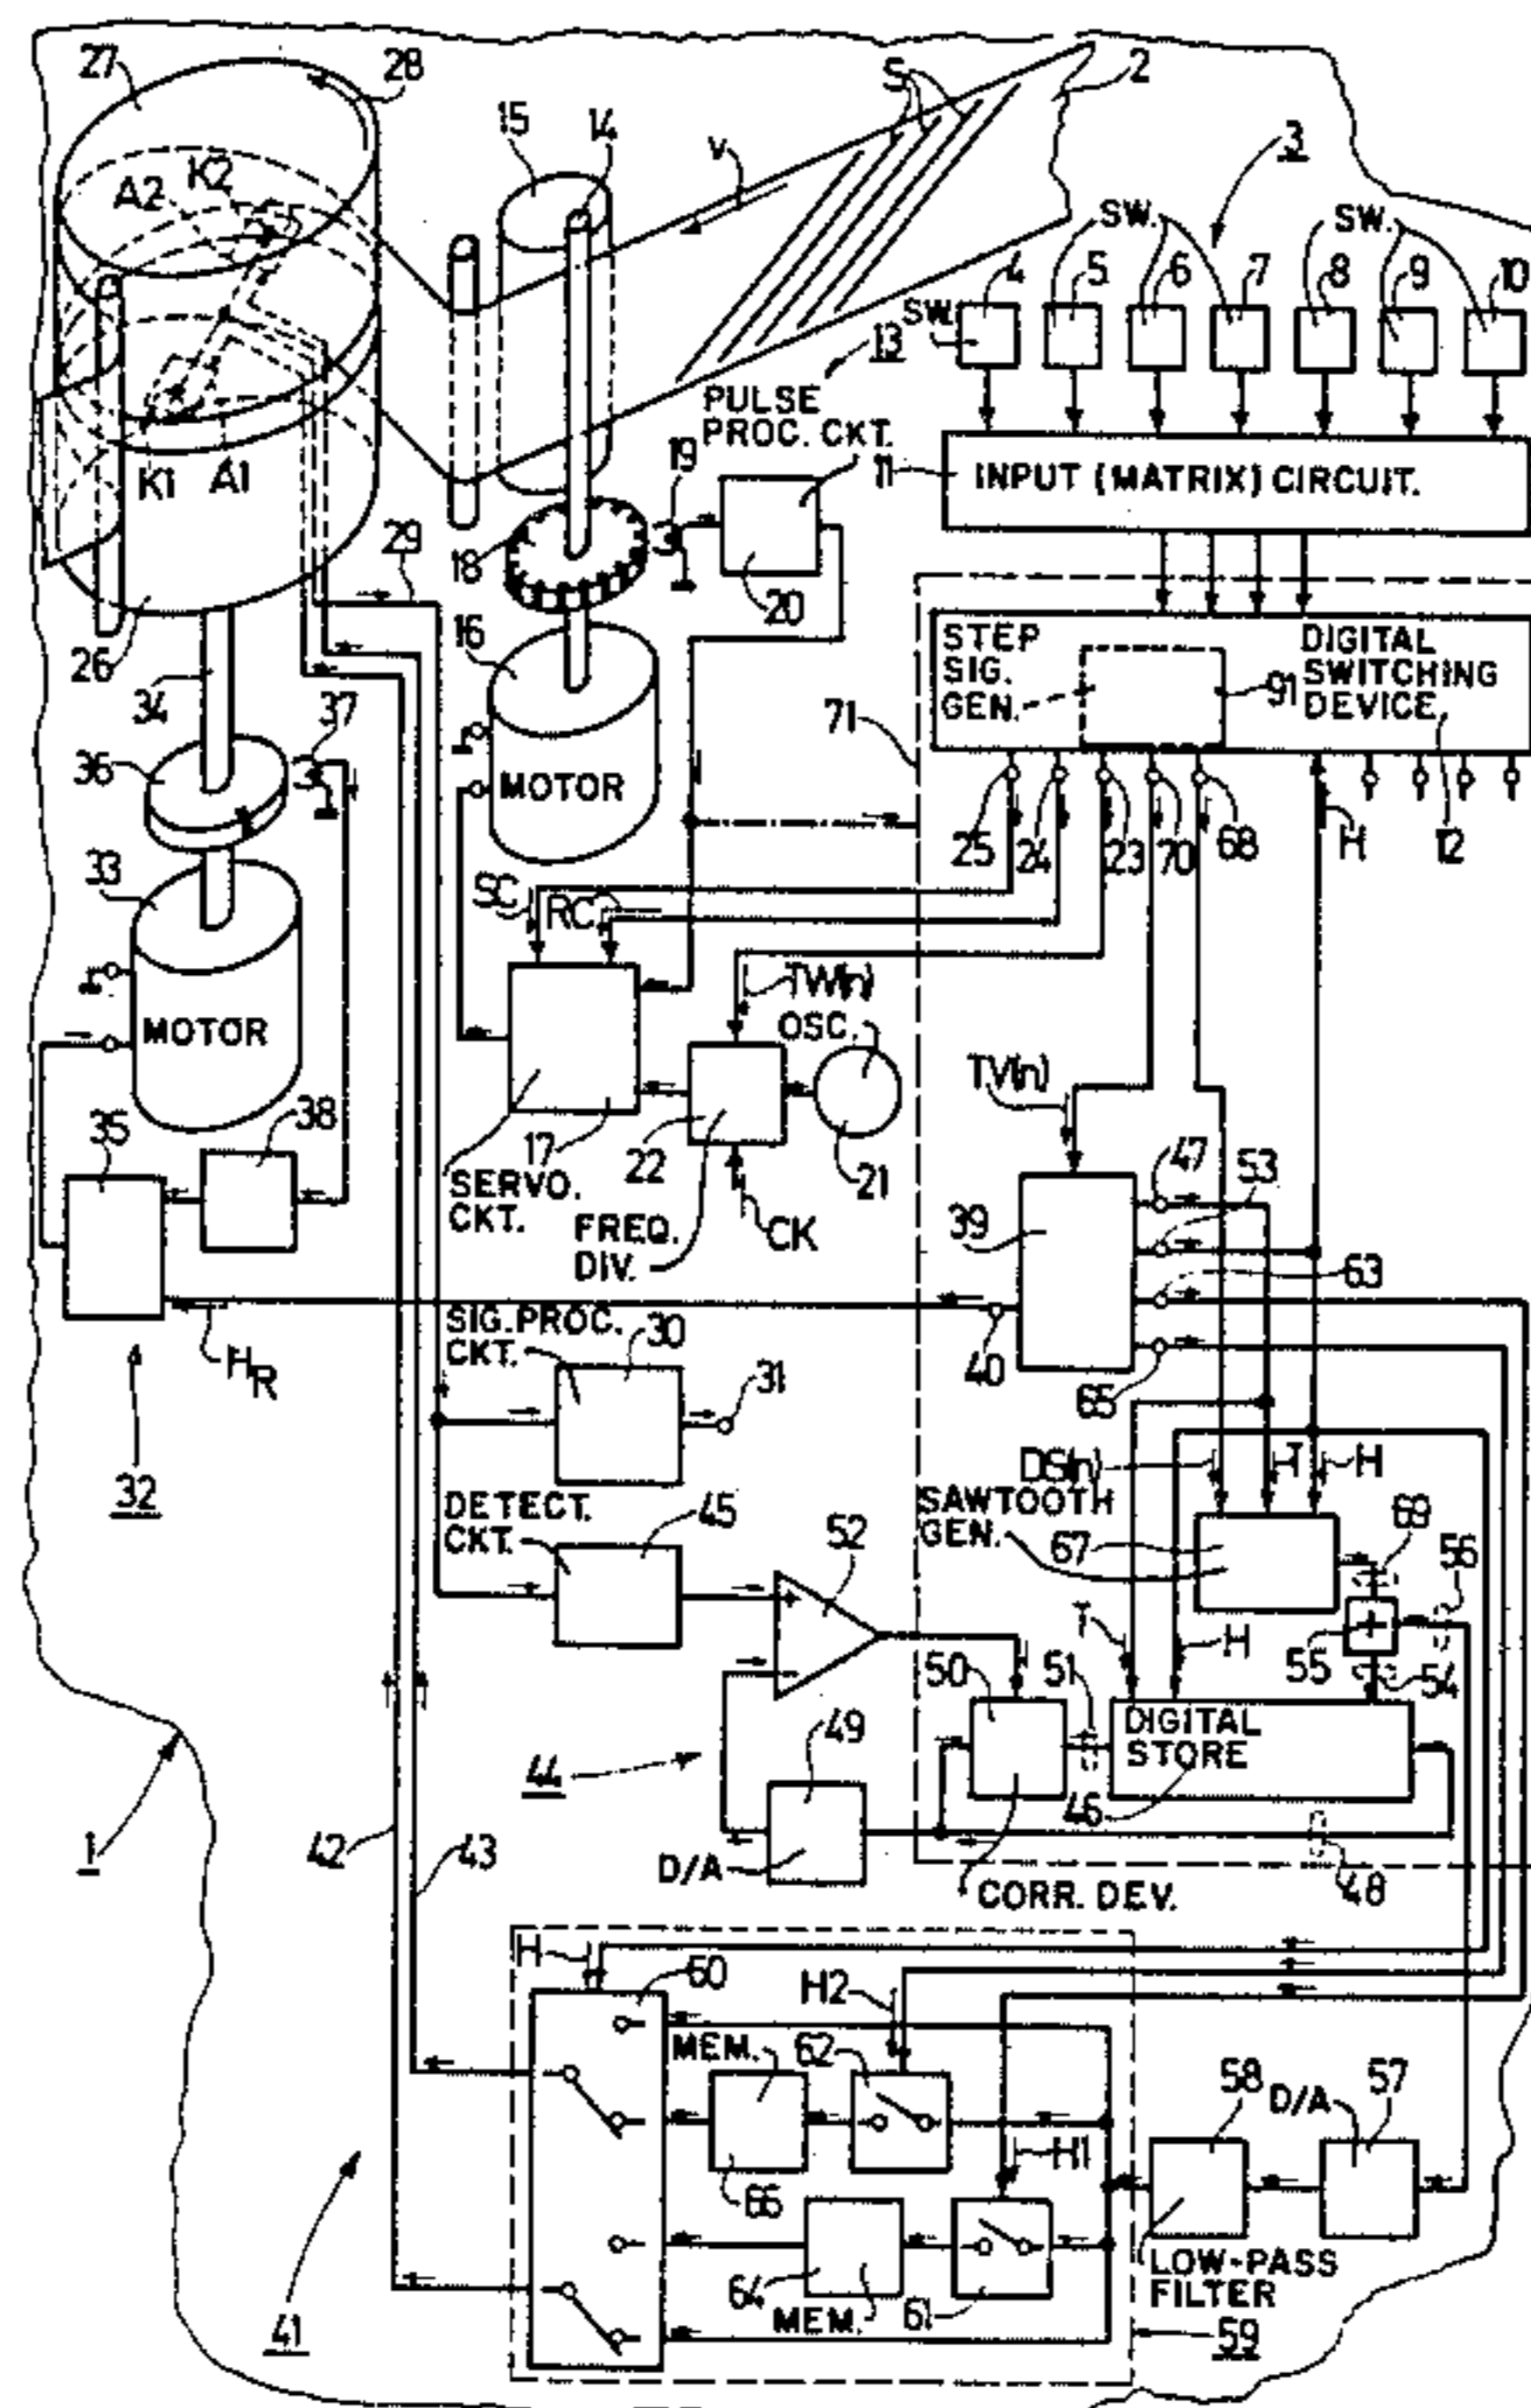 27
28
S
2
15
14
V
3
K2
A2
SW.
SW.
4
5
6
7
8
9
10
SW.
13
PULSE
PROC. CKT.
19
11
INPUT (MATRIX) CIRCUIT.
K1
A1
29
18
20
STEP
SIG.
GEN.
DIGITAL
SWITCHING
DEVICE,
16
91
26
34
37
71
36
MOTOR
25
24
23
70
68
H
12
33
SC
RC
TW(n)
OSC.
MOTOR
TV(n)
35
38
17
22
21
47
53
SERVO.
CKT.
39
FREQ.
DIV.
CK
63
SIG. PROC.
CKT.
30
HR
40
31
65
32
DS(n)
T
H
DETECT.
CKT.
45
SAWTOOTH
GEN.
52
67
69
56
T
H
55
50
51
54
49
DIGITAL
STORE
44
46
1
42
43
D/A
48
CORR. DEV.
H
60
H2
MEM.
62
58
D/A
57
H1
66
64
61
LOW-PASS
FILTER
MEM.
41
59